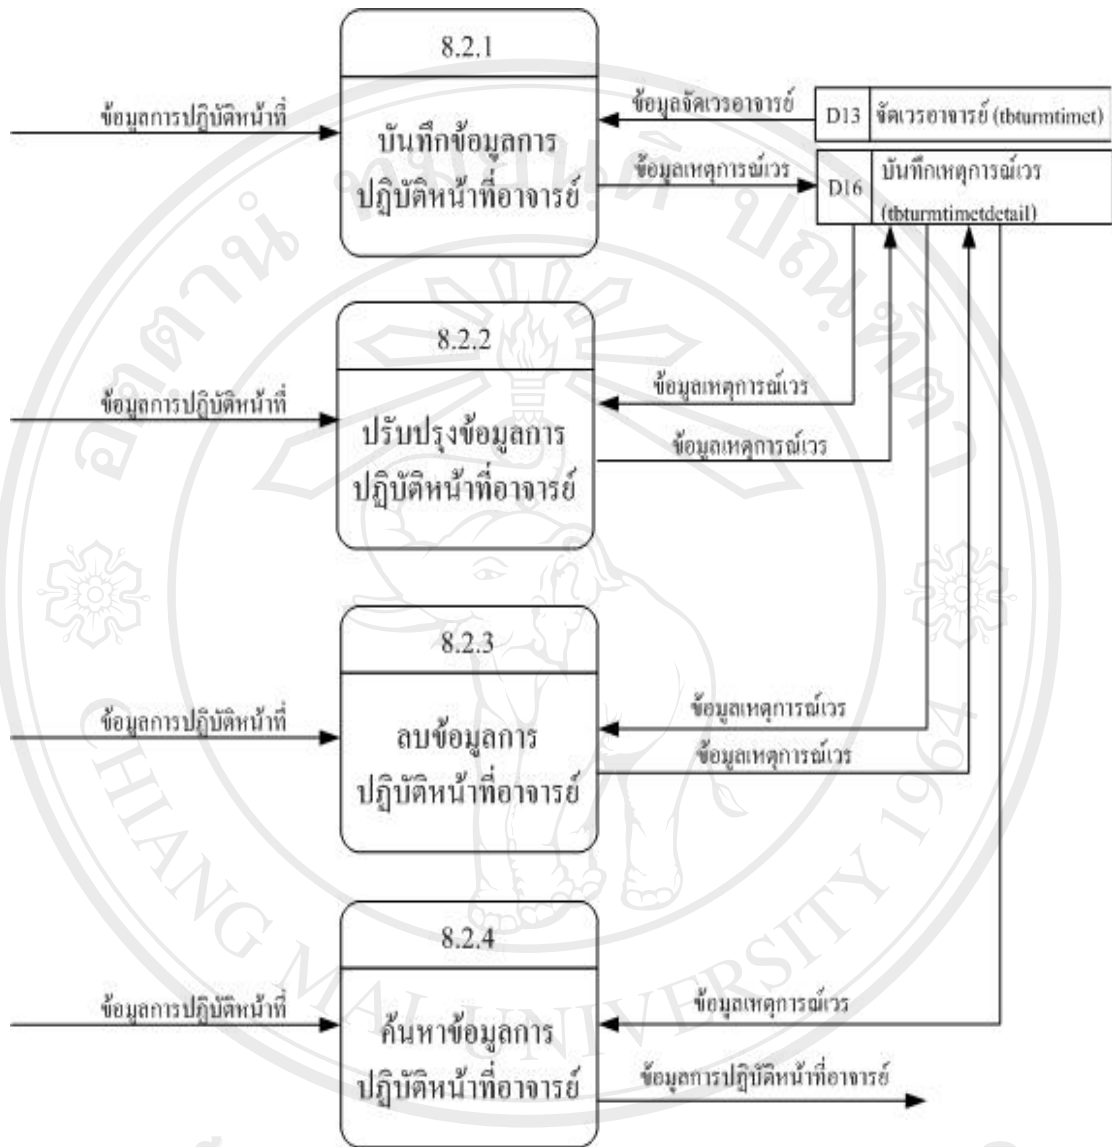 8.2.1
ข้อมูลการปฏิบัติหน้าที่
บันทึกข้อมูลการ
ปฏิบัติหน้าที่อาจารย์
ข้อมูลจัดเวรอาจารย์
D13 จัดเวรอาจารย์ (tbturmtimet)
ข้อมูลเหตุการณ์เวร
D16 บันทึกเหตุการณ์เวร
(tbturmtimetdetail)
8.2.2
ข้อมูลการปฏิบัติหน้าที่
ปรับปรุงข้อมูลการ
ปฏิบัติหน้าที่อาจารย์
ข้อมูลเหตุการณ์เวร
ข้อมูลเหตุการณ์เวร
8.2.3
ข้อมูลการปฏิบัติหน้าที่
ลบข้อมูลการ
ปฏิบัติหน้าที่อาจารย์
ข้อมูลเหตุการณ์เวร
ข้อมูลเหตุการณ์เวร
8.2.4
ข้อมูลการปฏิบัติหน้าที่
ค้นหาข้อมูลการ
ปฏิบัติหน้าที่อาจารย์
ข้อมูลเหตุการณ์เวร
ข้อมูลการปฏิบัติหน้าที่อาจารย์
CHIANG MAI UNIVERSITY 1964